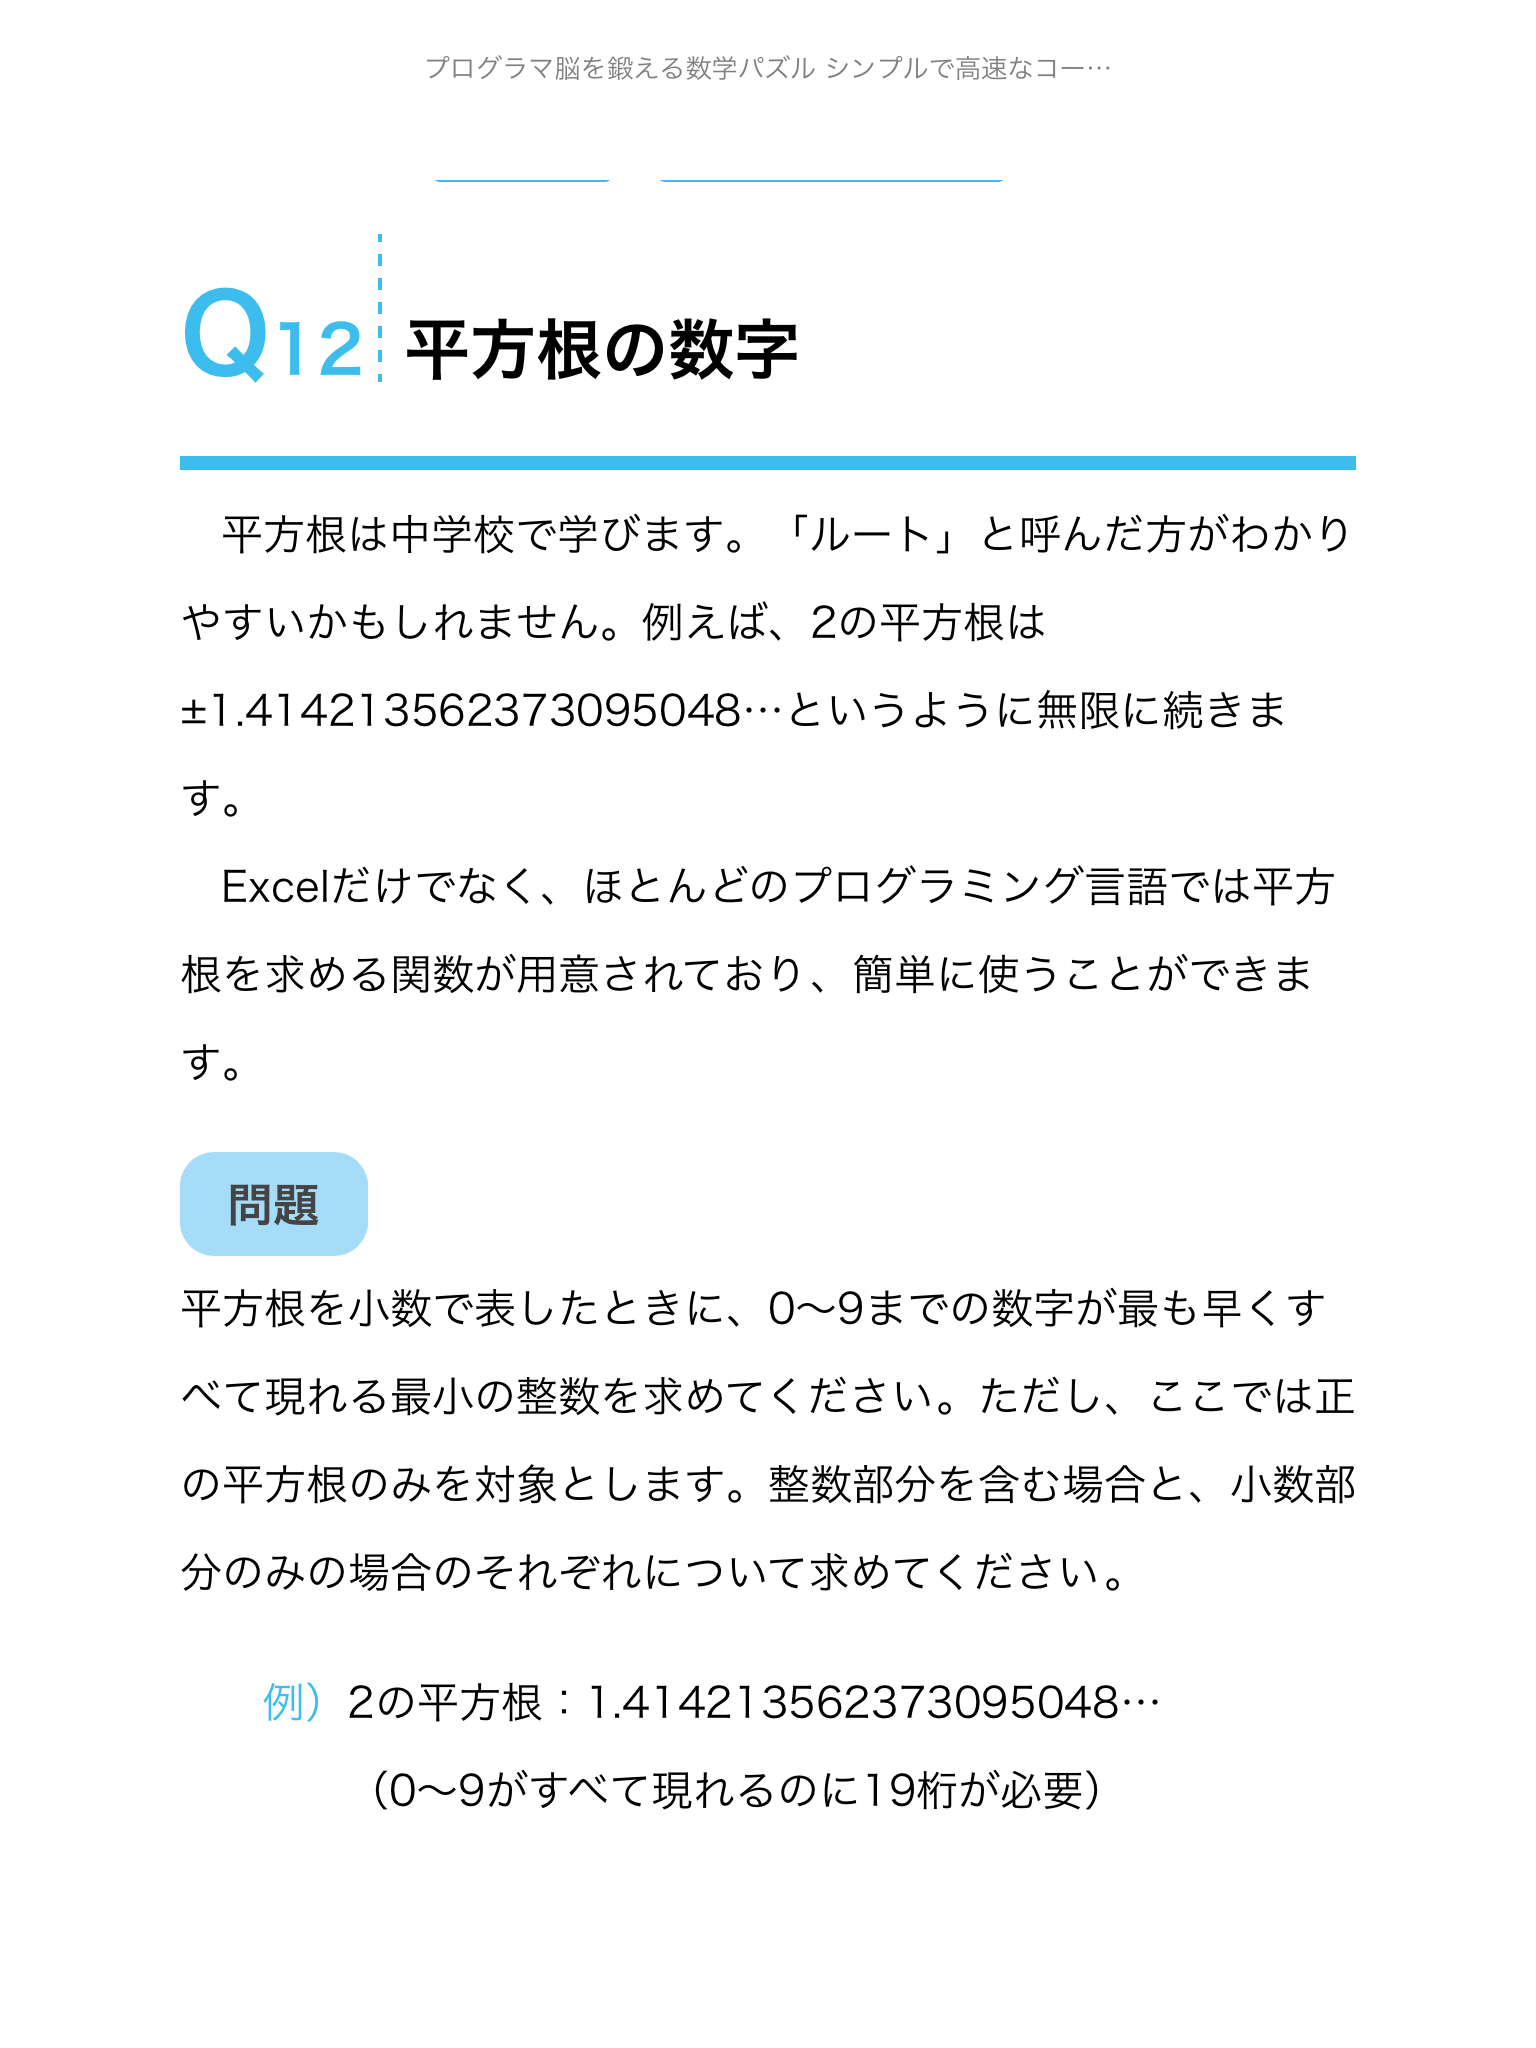 プログラマ脳を鍛える数学パズル シンプルで高速なコー…
Q12 平方根の数字
平方根は中学校で学びます。「ルート」と呼んだ方がわかり
やすいかもしれません。例えば、2の平方根は
±1.4142135623730​95048…というように無限に続きま
す。
Excelだけでなく、ほとんどのプログラミング言語では平方
根を求める関数が用意されており、簡単に使うことができま
す。
問題
平方根を小数で表したときに、0〜9までの数字が最も早くす
べて現れる最小の整数を求めてください。ただし、ここでは正
の平方根のみを対象とします。整数部分を含む場合と、小数部
分のみの場合のそれぞれについて求めてください。
例）2の平方根：1.414213562373095048…
（0〜9がすべて現れるのに19桁が必要）